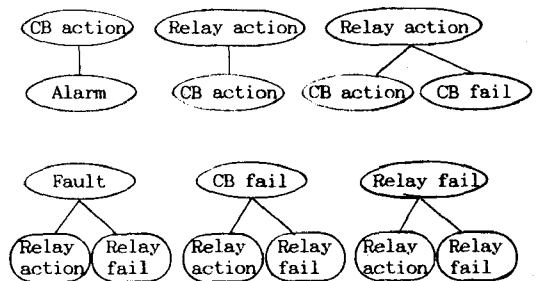 CB action Relay action Relay action
Alarm CB action CB action CB fail
Fault CB fail Relay fail
Relay Relay Relay Relay Relay Relay
action fail action fail action fail